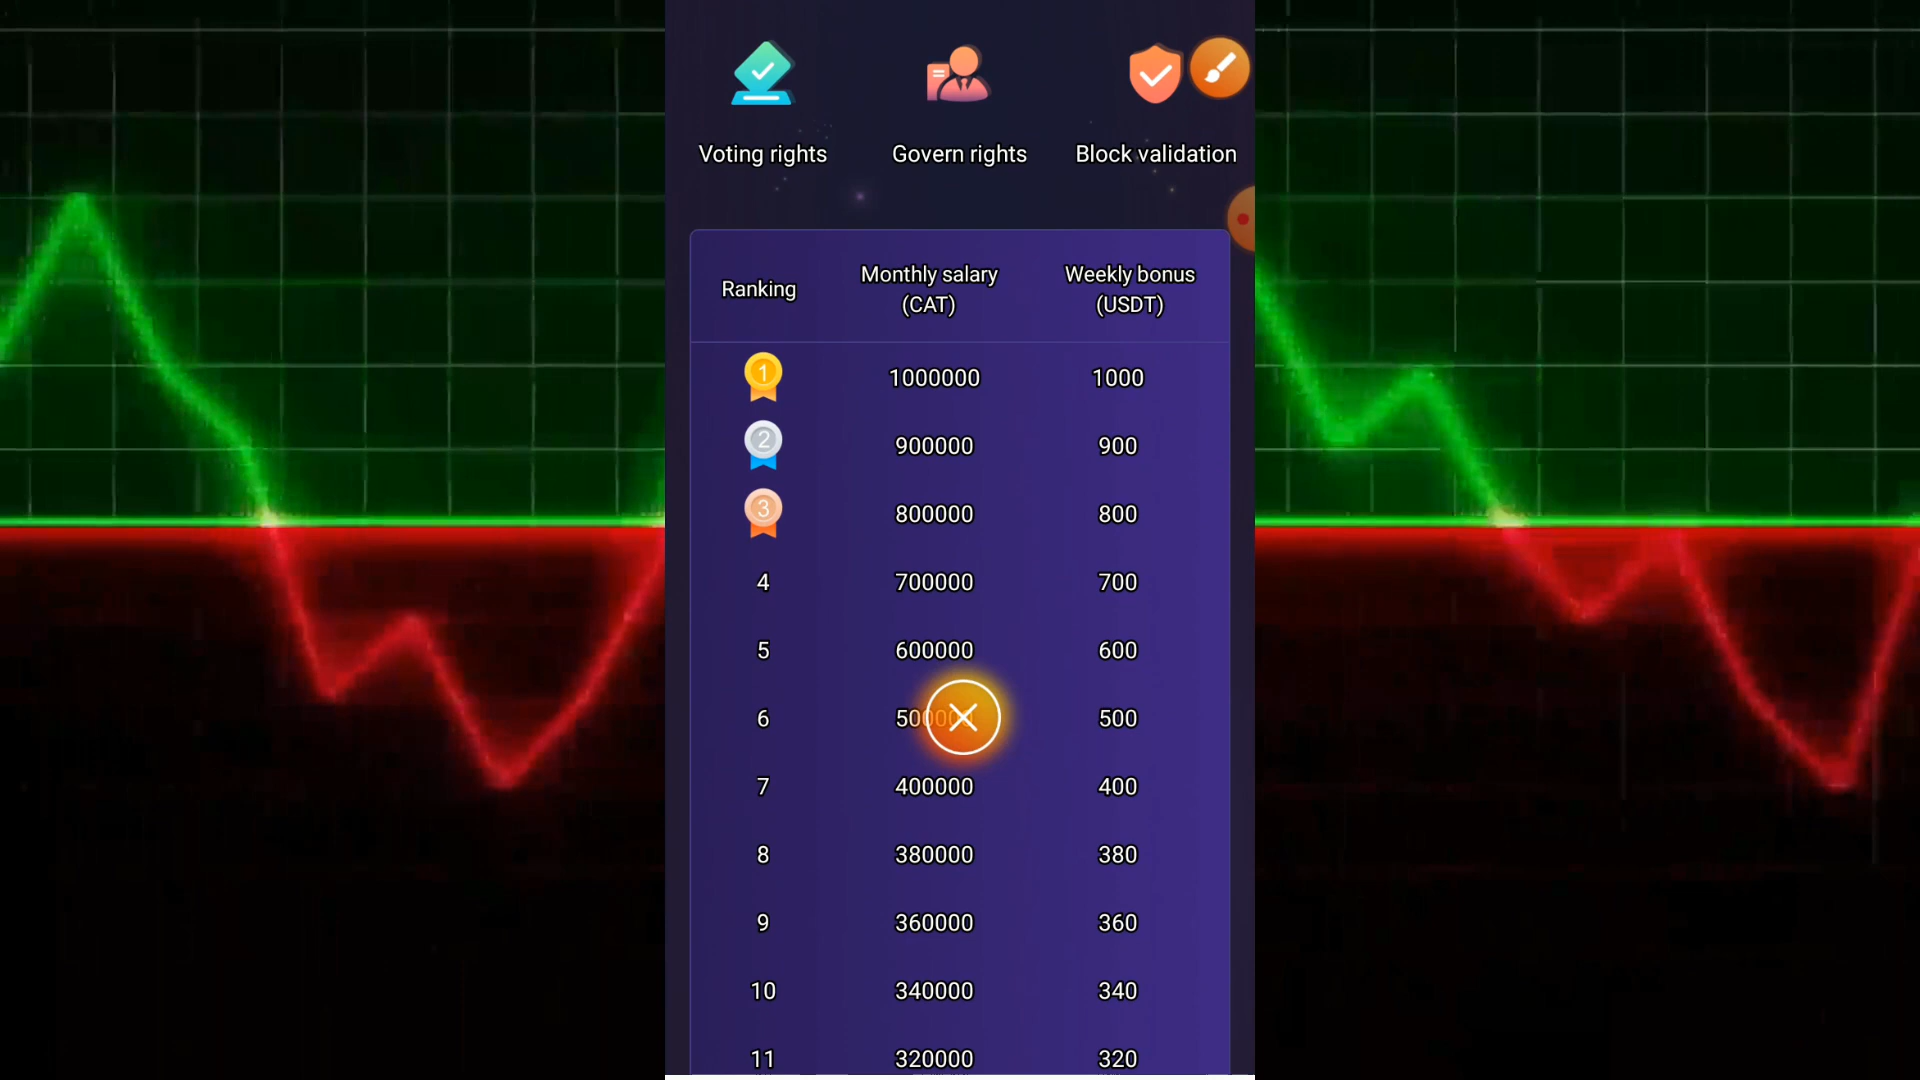 Voting rights Govern rights Block validation
Ranking Monthly salary (CAT) Weekly bonus (USDT)
1 1000000 1000
2 900000 900
3 800000 800
4 700000 700
5 600000 600
6 500000 500
7 400000 400
8 380000 380
9 360000 360
10 340000 340
11 320000 320